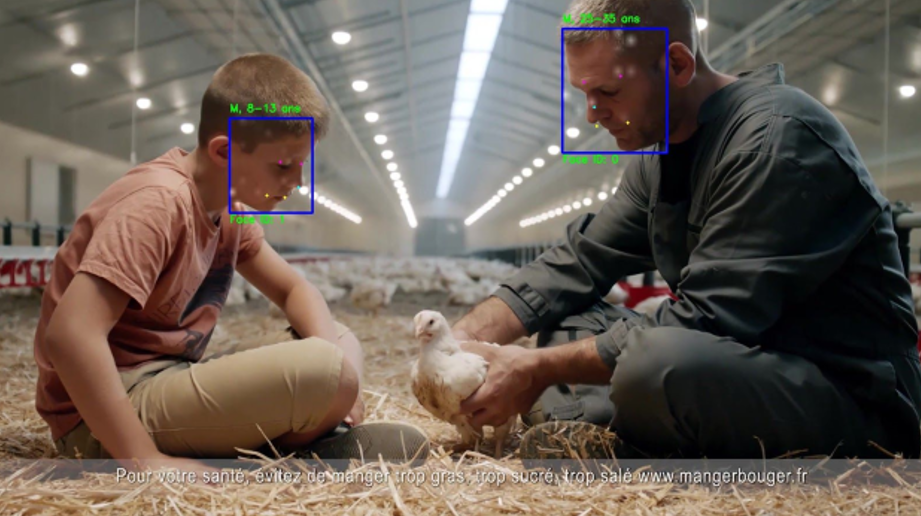 M, 25-35 ans
M, 8-13 ans
Face ID: 0
Face ID: 1
Pour votre santé, évitez de manger trop gras, trop sucré, trop salé www.mangerbouger.fr